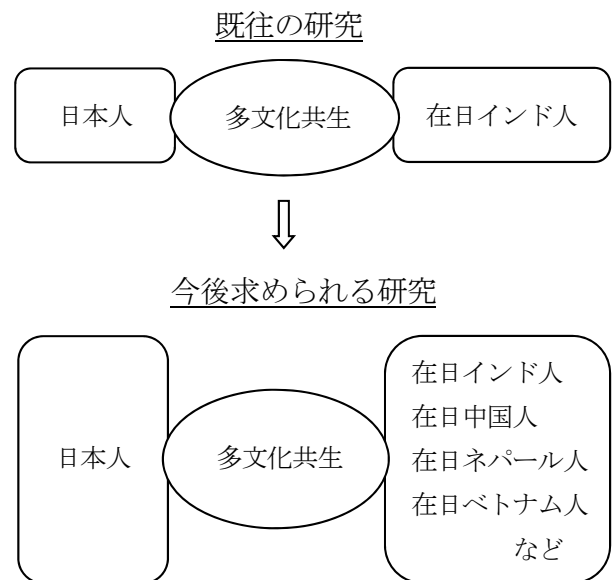 既往の研究
日本人
多文化共生
在日インド人
今後求められる研究
日本人
多文化共生
在日インド人
在日中国人
在日ネパール人
在日ベトナム人
など